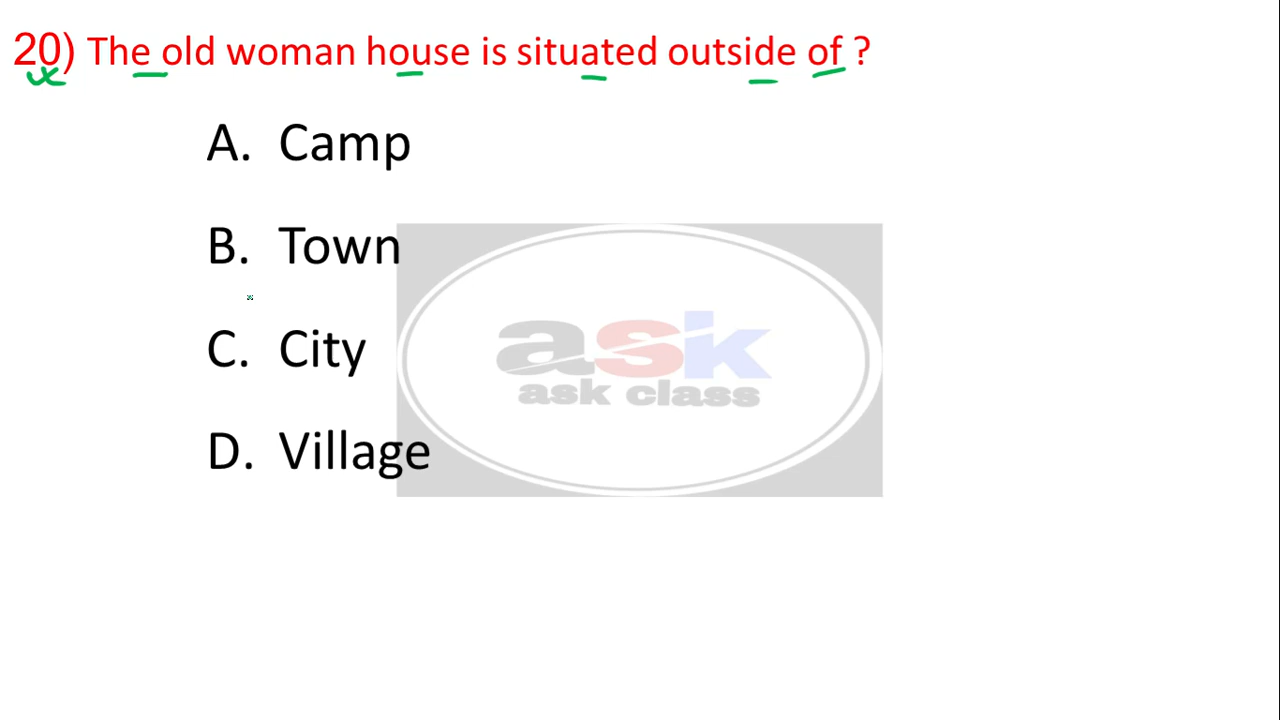 20) The old woman house is situated outside of ?
A. Camp
B. Town
C. City
D. Village
ask
ask class